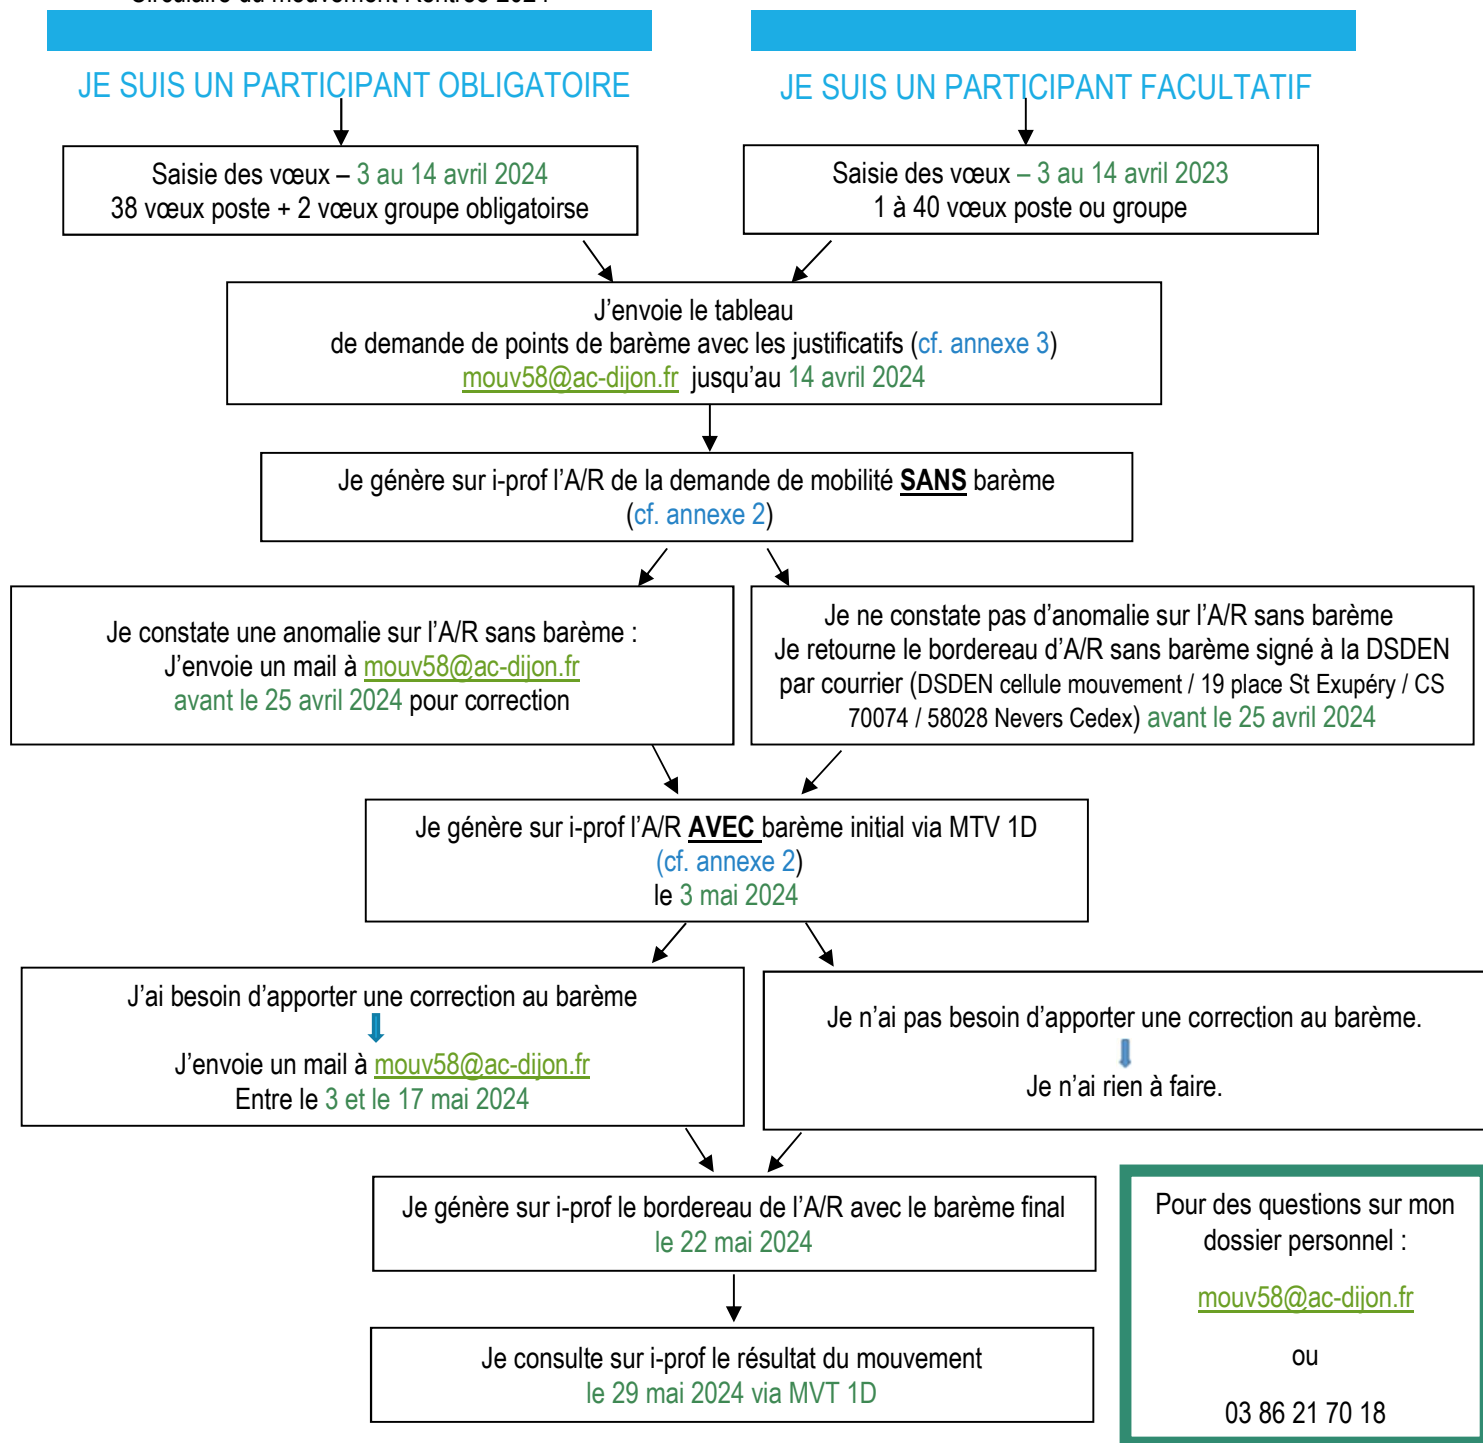 Circulaire du mouvement Rentrée 2024
JE SUIS UN PARTICIPANT OBLIGATOIRE
JE SUIS UN PARTICIPANT FACULTATIF
Saisie des vœux – 3 au 14 avril 2024
38 vœux poste + 2 vœux groupe obligatoirse
Saisie des vœux – 3 au 14 avril 2023
1 à 40 vœux poste ou groupe
J’envoie le tableau
de demande de points de barème avec les justificatifs (cf. annexe 3)
mouv58@ac-dijon.fr jusqu’au 14 avril 2024
Je génère sur i-prof l’A/R de la demande de mobilité SANS barème
(cf. annexe 2)
Je constate une anomalie sur l’A/R sans barème :
J’envoie un mail à mouv58@ac-dijon.fr
avant le 25 avril 2024 pour correction
Je ne constate pas d’anomalie sur l’A/R sans barème
Je retourne le bordereau d’A/R sans barème signé à la DSDEN
par courrier (DSDEN cellule mouvement / 19 place St Exupéry / CS
70074 / 58028 Nevers Cedex) avant le 25 avril 2024
Je génère sur i-prof l’A/R AVEC barème initial via MTV 1D
(cf. annexe 2)
le 3 mai 2024
J’ai besoin d’apporter une correction au barème
J’envoie un mail à mouv58@ac-dijon.fr
Entre le 3 et le 17 mai 2024
Je n’ai pas besoin d’apporter une correction au barème.
Je n’ai rien à faire.
Je génère sur i-prof le bordereau de l’A/R avec le barème final
le 22 mai 2024
Je consulte sur i-prof le résultat du mouvement
le 29 mai 2024 via MVT 1D
Pour des questions sur mon
dossier personnel :
mouv58@ac-dijon.fr
ou
03 86 21 70 18